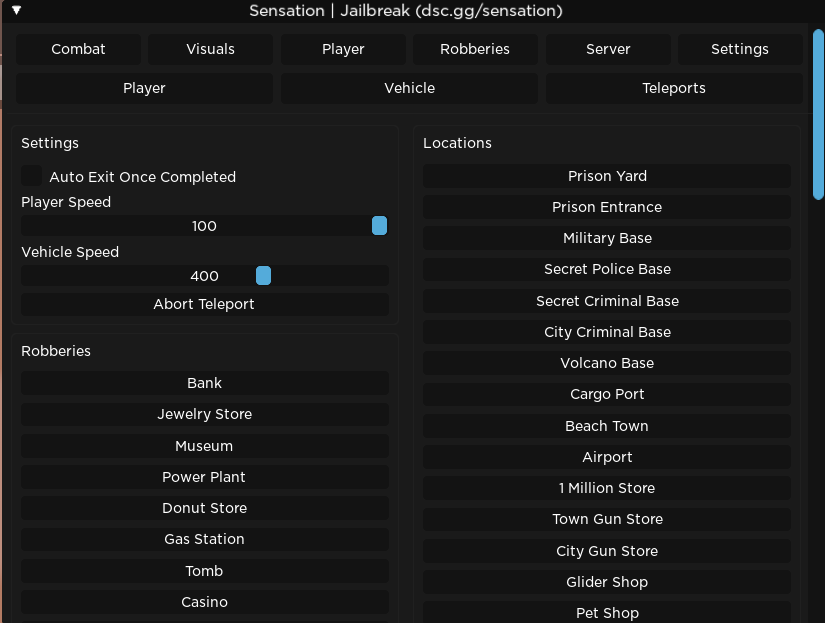 Sensation | Jailbreak (dsc.gg/sensation)
Combat
Visuals
Player
Robberies
Server
Settings
Player
Vehicle
Teleports
Settings
Auto Exit Once Completed
Player Speed
100
Vehicle Speed
400
Abort Teleport
Robberies
Bank
Jewelry Store
Museum
Power Plant
Donut Store
Gas Station
Tomb
Casino
Locations
Prison Yard
Prison Entrance
Military Base
Secret Police Base
Secret Criminal Base
City Criminal Base
Volcano Base
Cargo Port
Beach Town
Airport
1 Million Store
Town Gun Store
City Gun Store
Glider Shop
Pet Shop